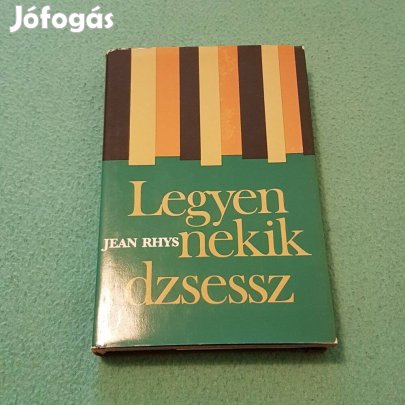 Jófogás
Legyen
JEAN RHYS nekik
dzsessz